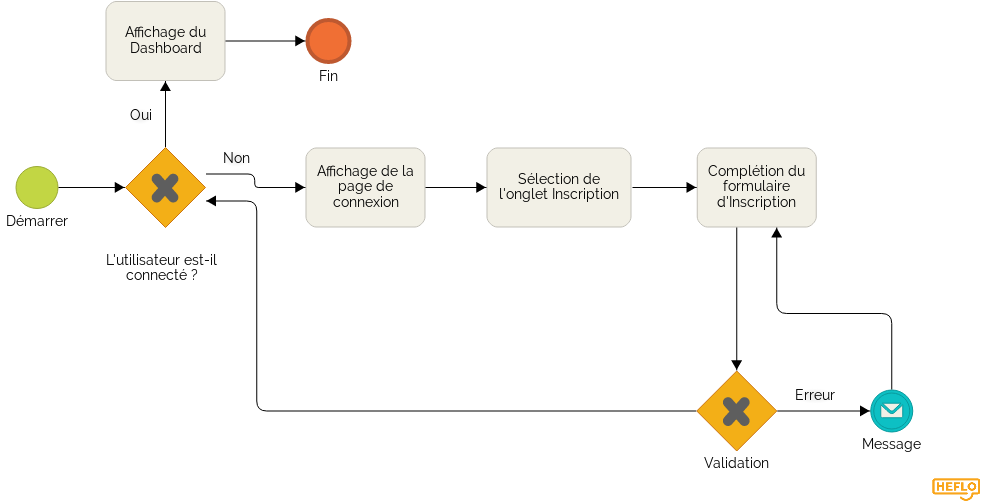 Affichage du
Dashboard
Fin
Oui
Non
Démarrer
L'utilisateur est-il
connecté ?
Affichage de la
page de
connexion
Sélection de
l'onglet Inscription
Complétion du
formulaire
d'Inscription
Erreur
Validation
Message
HEFLO